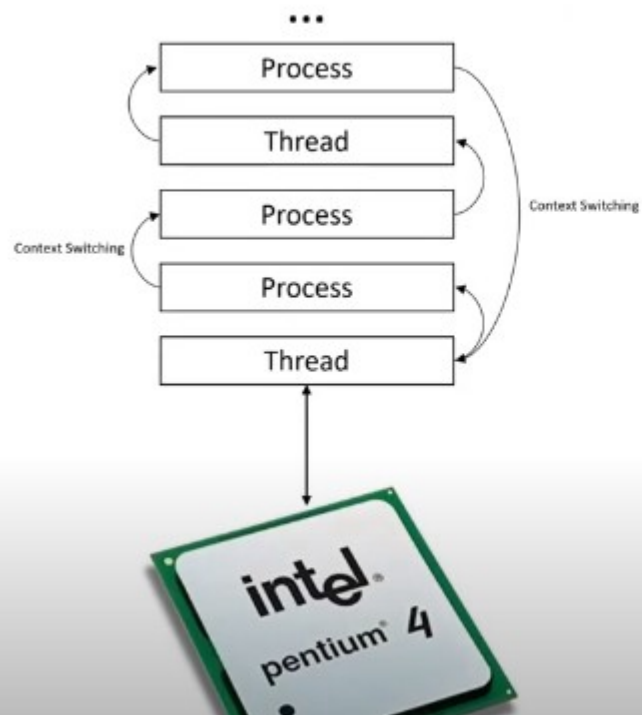 ...
Process
Thread
Process
Context Switching
Context Switching
Process
Thread
intel®
pentium® 4